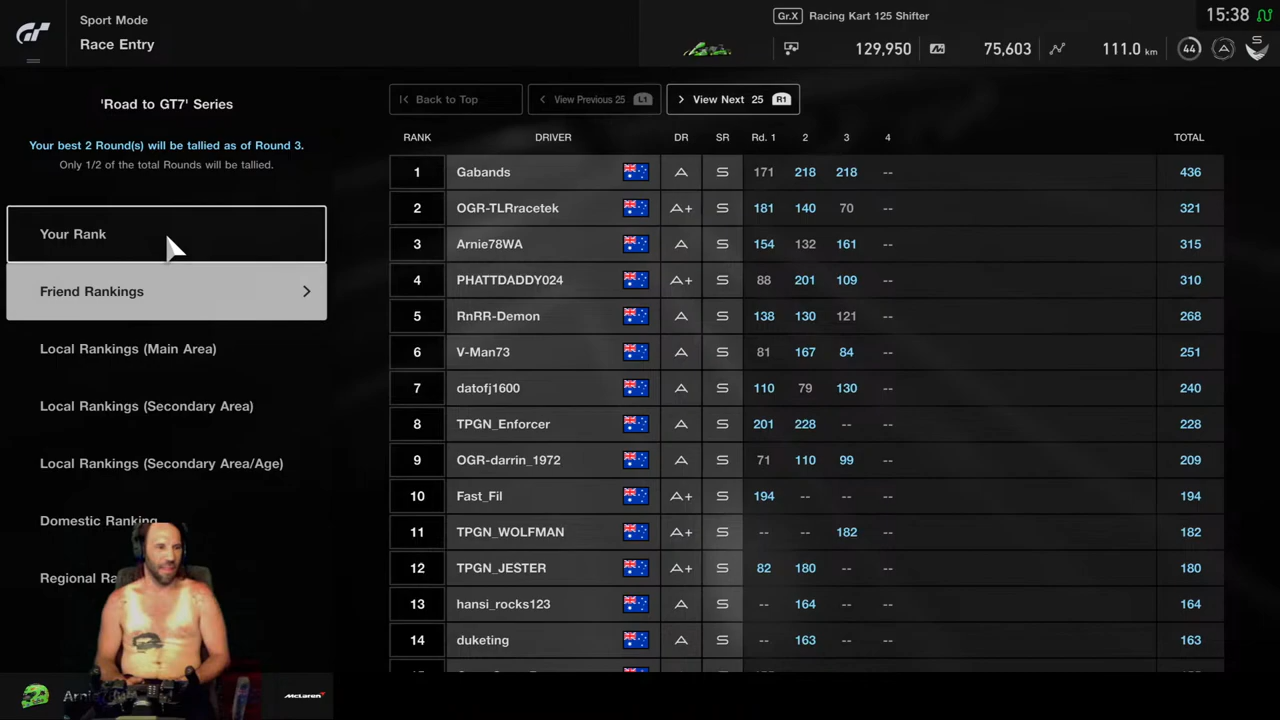 Sport Mode
Race Entry
Gr.X Racing Kart 125 Shifter
15:38
129,950 75,603 111.0 km 44 A S
'Road to GT7' Series
Your best 2 Round(s) will be tallied as of Round 3.
Only 1/2 of the total Rounds will be tallied.
Your Rank
Friend Rankings
Local Rankings (Main Area)
Local Rankings (Secondary Area)
Local Rankings (Secondary Area/Age)
Domestic Ranking
Regional
McLaren
Back to Top View Previous 25 L1 View Next 25 R1
RANK DRIVER DR SR Rd. 1 2 3 4 TOTAL
1 Gabands A S 171 218 218 -- 436
2 OGR-TLRracetek A+ S 181 140 70 -- 321
3 Arnie78WA A S 154 132 161 -- 315
4 PHATTDADDY024 A+ S 88 201 109 -- 310
5 RnRR-Demon A S 138 130 121 -- 268
6 V-Man73 A S 81 167 84 -- 251
7 datofj1600 A S 110 79 130 -- 240
8 TPGN_Enforcer A S 201 228 -- -- 228
9 OGR-darrin_1972 A S 71 110 99 -- 209
10 Fast_Fil A+ S 194 -- -- -- 194
11 TPGN_WOLFMAN A+ S -- -- 182 -- 182
12 TPGN_JESTER A+ S 82 180 -- -- 180
13 hansi_rocks123 A S -- 164 -- -- 164
14 duketing A S -- 163 -- -- 163